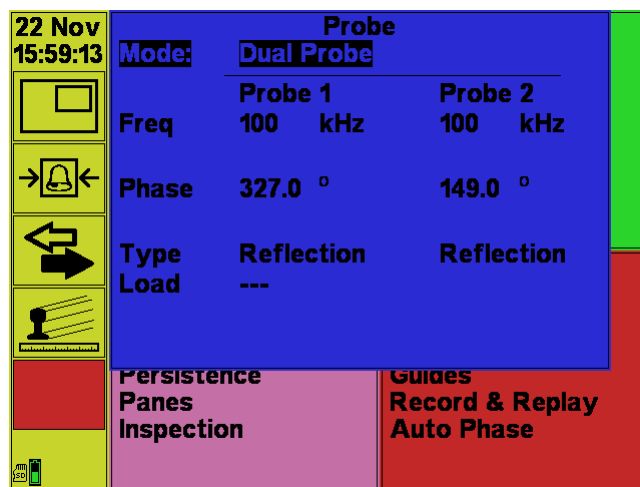 22 Nov
15:59:13
Probe
Mode: Dual Probe
Probe 1 Probe 2
Freq 100 kHz 100 kHz
Phase 327.0 º 149.0 º
Type Reflection Reflection
Load ---
Persistence Guides
Panes Record & Replay
Inspection Auto Phase
SD